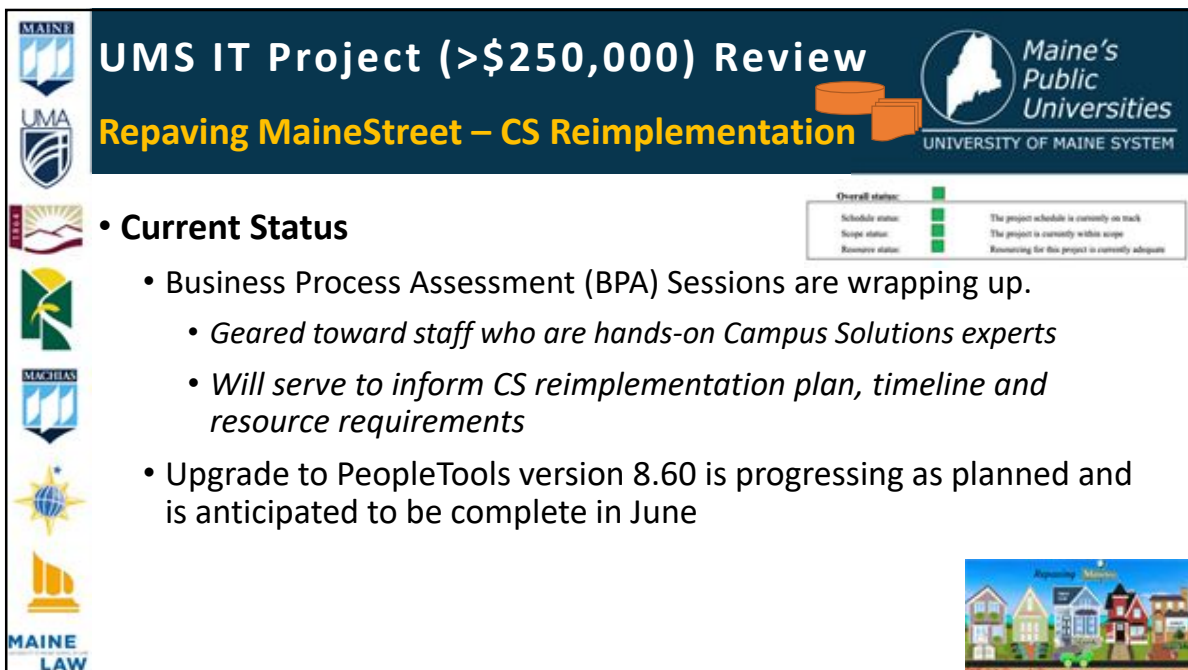 MAINE
UMA
1864
MACHIAS
MAINE
LAW
UMS IT Project (>$250,000) Review
Repaving MaineStreet – CS Reimplementation
Maine's
Public
Universities
UNIVERSITY OF MAINE SYSTEM
Overall status:
Schedule status: The project schedule is currently on track
Scope status: The project is currently within scope
Resource status: Resourcing for this project is currently adequate
• Current Status
• Business Process Assessment (BPA) Sessions are wrapping up.
• Geared toward staff who are hands-on Campus Solutions experts
• Will serve to inform CS reimplementation plan, timeline and
resource requirements
• Upgrade to PeopleTools version 8.60 is progressing as planned and
is anticipated to be complete in June
Repaving